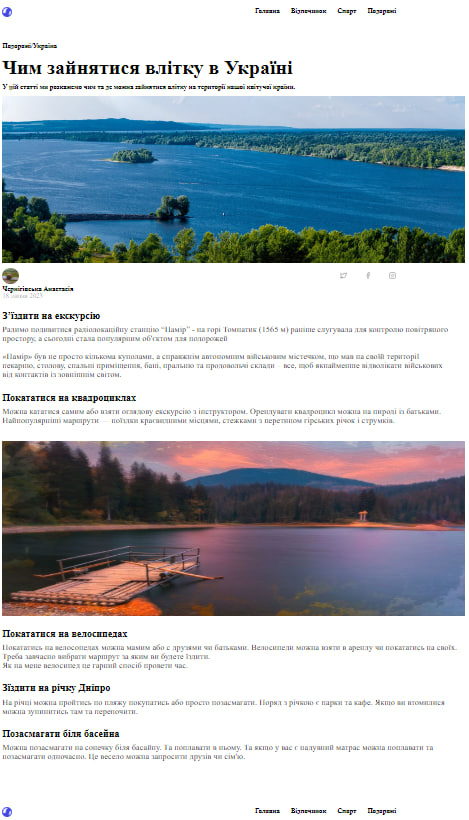 Головна Відпочинок Спорт Подорожі
Подорожі/Україна
Чим зайнятися влітку в Україні
У цій статті ми розкажемо чим та де можна зайнятися влітку на території нашої квітучої країни.
Чернігівська Анастасія
18 липня 2023
З’їздити на екскурсію
Радимо подивитися радіолокаційну станцію “Памір” - на горі Томнатик (1565 м) раніше слугувала для контролю повітряного
простору, а сьогодні стала популярним об'єктом для подорожей
«Памір» був не просто кількома куполами, а справжнім автономним військовим містечком, що мав на своїй території
пекарню, столову, спальні приміщення, бані, пральню та продовольчі склади – все, щоб якнайменше відволікати військових
від контактів із зовнішнім світом.
Покататися на квадроциклах
Можна кататися самим або взяти оглядову екскурсію з інструктором. Орендувати квадроцикл можна на пиролі із батьками.
Найпопулярніші маршрути — поїздки краєвидними місцями, стежками з перетином гірських річок і струмків.
Покататися на велосипедах
Покататись на велосопедах можна мамим або с друзями чи батьками. Велосипеди можна взяти в аренду чи покататись на своїх.
Треба завчасно вибрати маршрут за яким ви будете їздити.
Як на мене велосипед це гарний спосіб провети час.
Зїздити на річку Дніпро
На річці можна пройтись по пляжу покупатись або просто позасмагати. Поряд з річкою є парки та кафе. Якщо ви втомилися
можна зупинитись там та перепочити.
Позасмагати біля басейна
Можна позасмагати на сонечку біля басайну. Та поплавати в ньому. Та якщо у вас є надувний матрас можна поплавати та
позасмагати одночасно. Це весело можна запросити друзів чи сім'ю.
Головна Відпочинок Спорт Подорожі